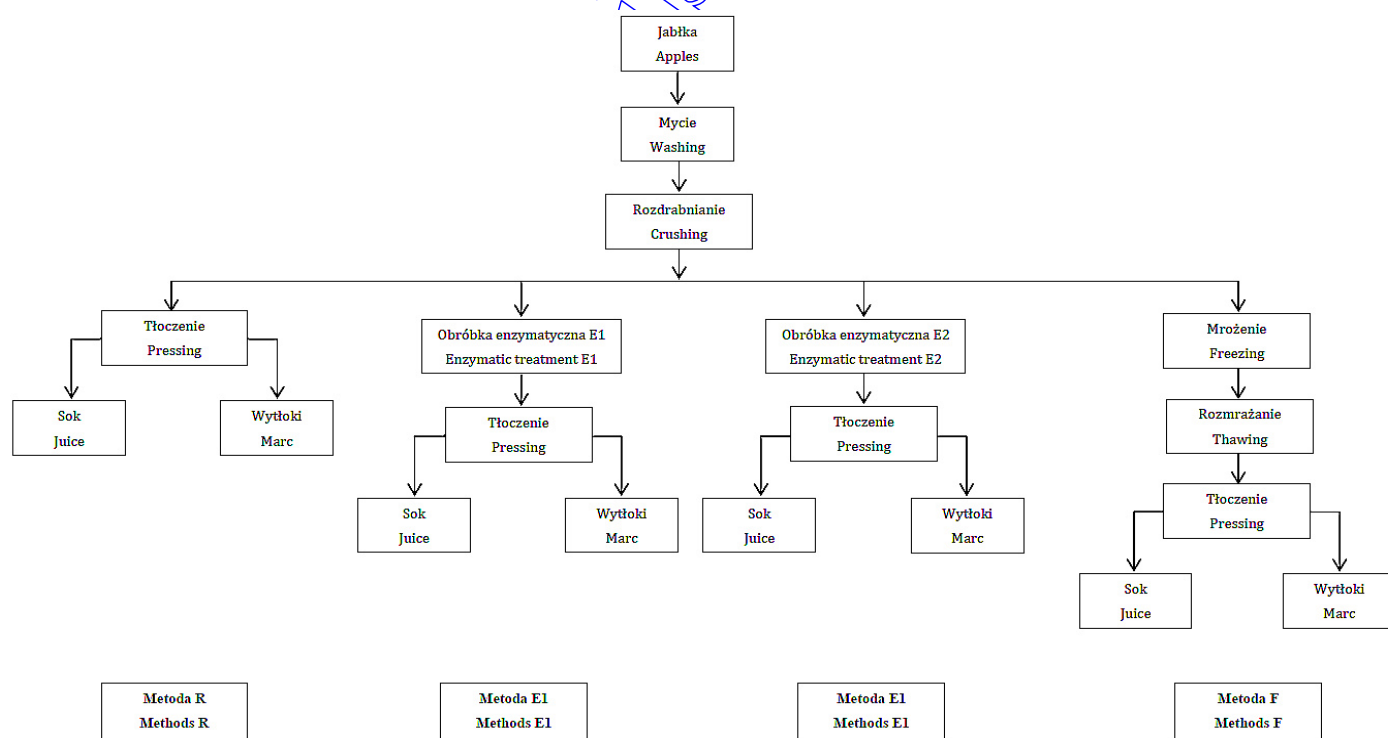 Jabłka
Apples
Mycie
Washing
Rozdrabnianie
Crushing
Tłoczenie
Pressing
Sok
Juice
Wytłoki
Marc
Obróbka enzymatyczna E1
Enzymatic treatment E1
Tłoczenie
Pressing
Sok
Juice
Wytłoki
Marc
Obróbka enzymatyczna E2
Enzymatic treatment E2
Tłoczenie
Pressing
Sok
Juice
Wytłoki
Marc
Mrożenie
Freezing
Rozmrażanie
Thawing
Tłoczenie
Pressing
Sok
Juice
Wytłoki
Marc
Metoda R
Methods R
Metoda E1
Methods E1
Metoda E1
Methods E1
Metoda F
Methods F